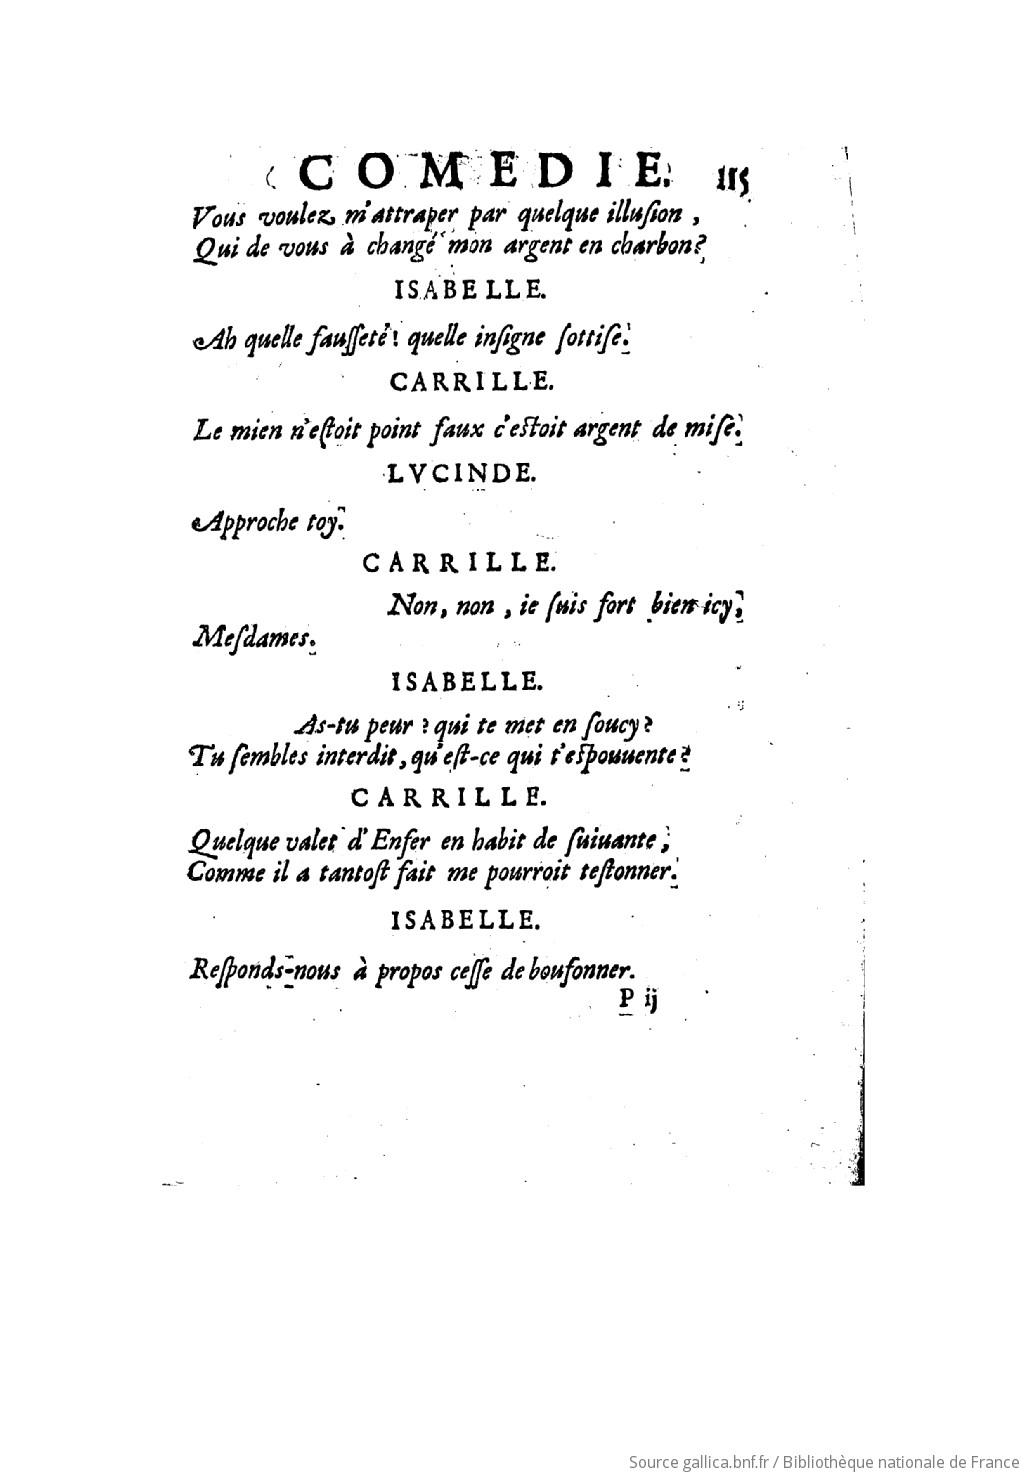 COMEDIE. 115
Vous voulez m'attraper par quelque illuſion,
Qui de vous à changé mon argent en charbon?
ISABELLE.
Ah quelle fauſſeté! quelle inſigne ſottiſe.
CARRILLE.
Le mien n'eſtoit point faux c'eſtoit argent de miſe.
LVCINDE.
Approche toy.
CARRILLE.
Non, non, ie ſuis fort bien icy,
Meſdames.
ISABELLE.
As-tu peur? qui te met en ſoucy?
Tu ſembles interdit, qu'eſt-ce qui t'eſpouuente?
CARRILLE.
Quelque valet d'Enfer en habit de ſuiuante,
Comme il a tantoſt fait me pourroit teſtonner.
ISABELLE.
Reſponds-nous à propos ceſſe de boufonner.
P ij
Source gallica.bnf.fr / Bibliothèque nationale de France